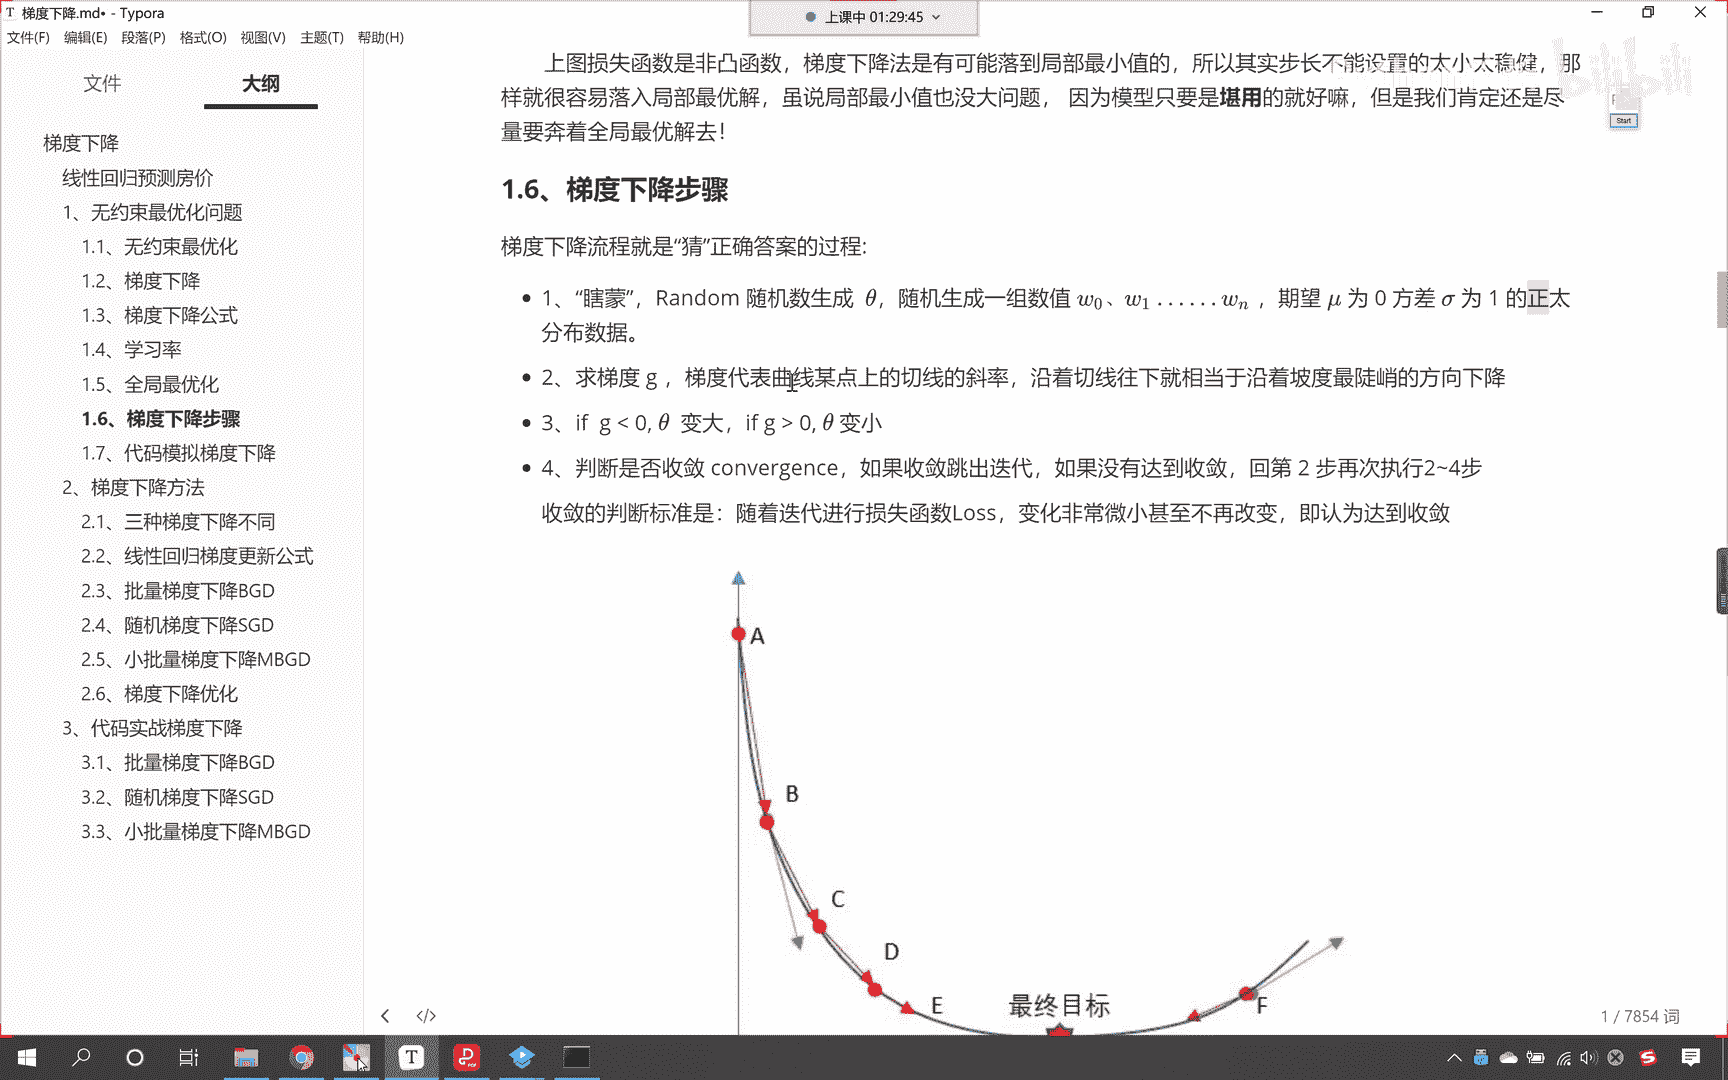 梯度下降.md• - Typora
上课中 01:29:45
文件(F) 编辑(E) 段落(P) 格式(O) 视图(V) 主题(T) 帮助(H)
文件 大纲
梯度下降
线性回归预测房价
1、无约束最优化问题
1.1、无约束最优化
1.2、梯度下降
1.3、梯度下降公式
1.4、学习率
1.5、全局最优化
1.6、梯度下降步骤
1.7、代码模拟梯度下降
2、梯度下降方法
2.1、三种梯度下降不同
2.2、线性回归梯度更新公式
2.3、批量梯度下降BGD
2.4、随机梯度下降SGD
2.5、小批量梯度下降MBGD
2.6、梯度下降优化
3、代码实战梯度下降
3.1、批量梯度下降BGD
3.2、随机梯度下降SGD
3.3、小批量梯度下降MBGD
上图损失函数是非凸函数，梯度下降法是有可能落到局部最小值的，所以其实步长不能设置的太小太稳健，那
样就很容易落入局部最优解，虽说局部最小值也没大问题， 因为模型只要是堪用的就好嘛，但是我们肯定还是尽
量要奔着全局最优解去！
bilibili
Start
1.6、梯度下降步骤
梯度下降流程就是“猜”正确答案的过程:
1、“瞎蒙”，Random 随机数生成 θ，随机生成一组数值 w₀、w₁ ......wₙ ，期望 μ 为 0 方差 σ 为 1 的正太
分布数据。
2、求梯度 g ，梯度代表曲线某点上的切线的斜率，沿着切线往下就相当于沿着坡度最陡峭的方向下降
3、if g < 0, θ 变大，if g > 0, θ 变小
4、判断是否收敛 convergence，如果收敛跳出迭代，如果没有达到收敛，回第 2 步再次执行2~4步
收敛的判断标准是：随着迭代进行损失函数Loss，变化非常微小甚至不再改变，即认为达到收敛
A
B
C
D
E
最终目标
F
</>
1 / 7854 词